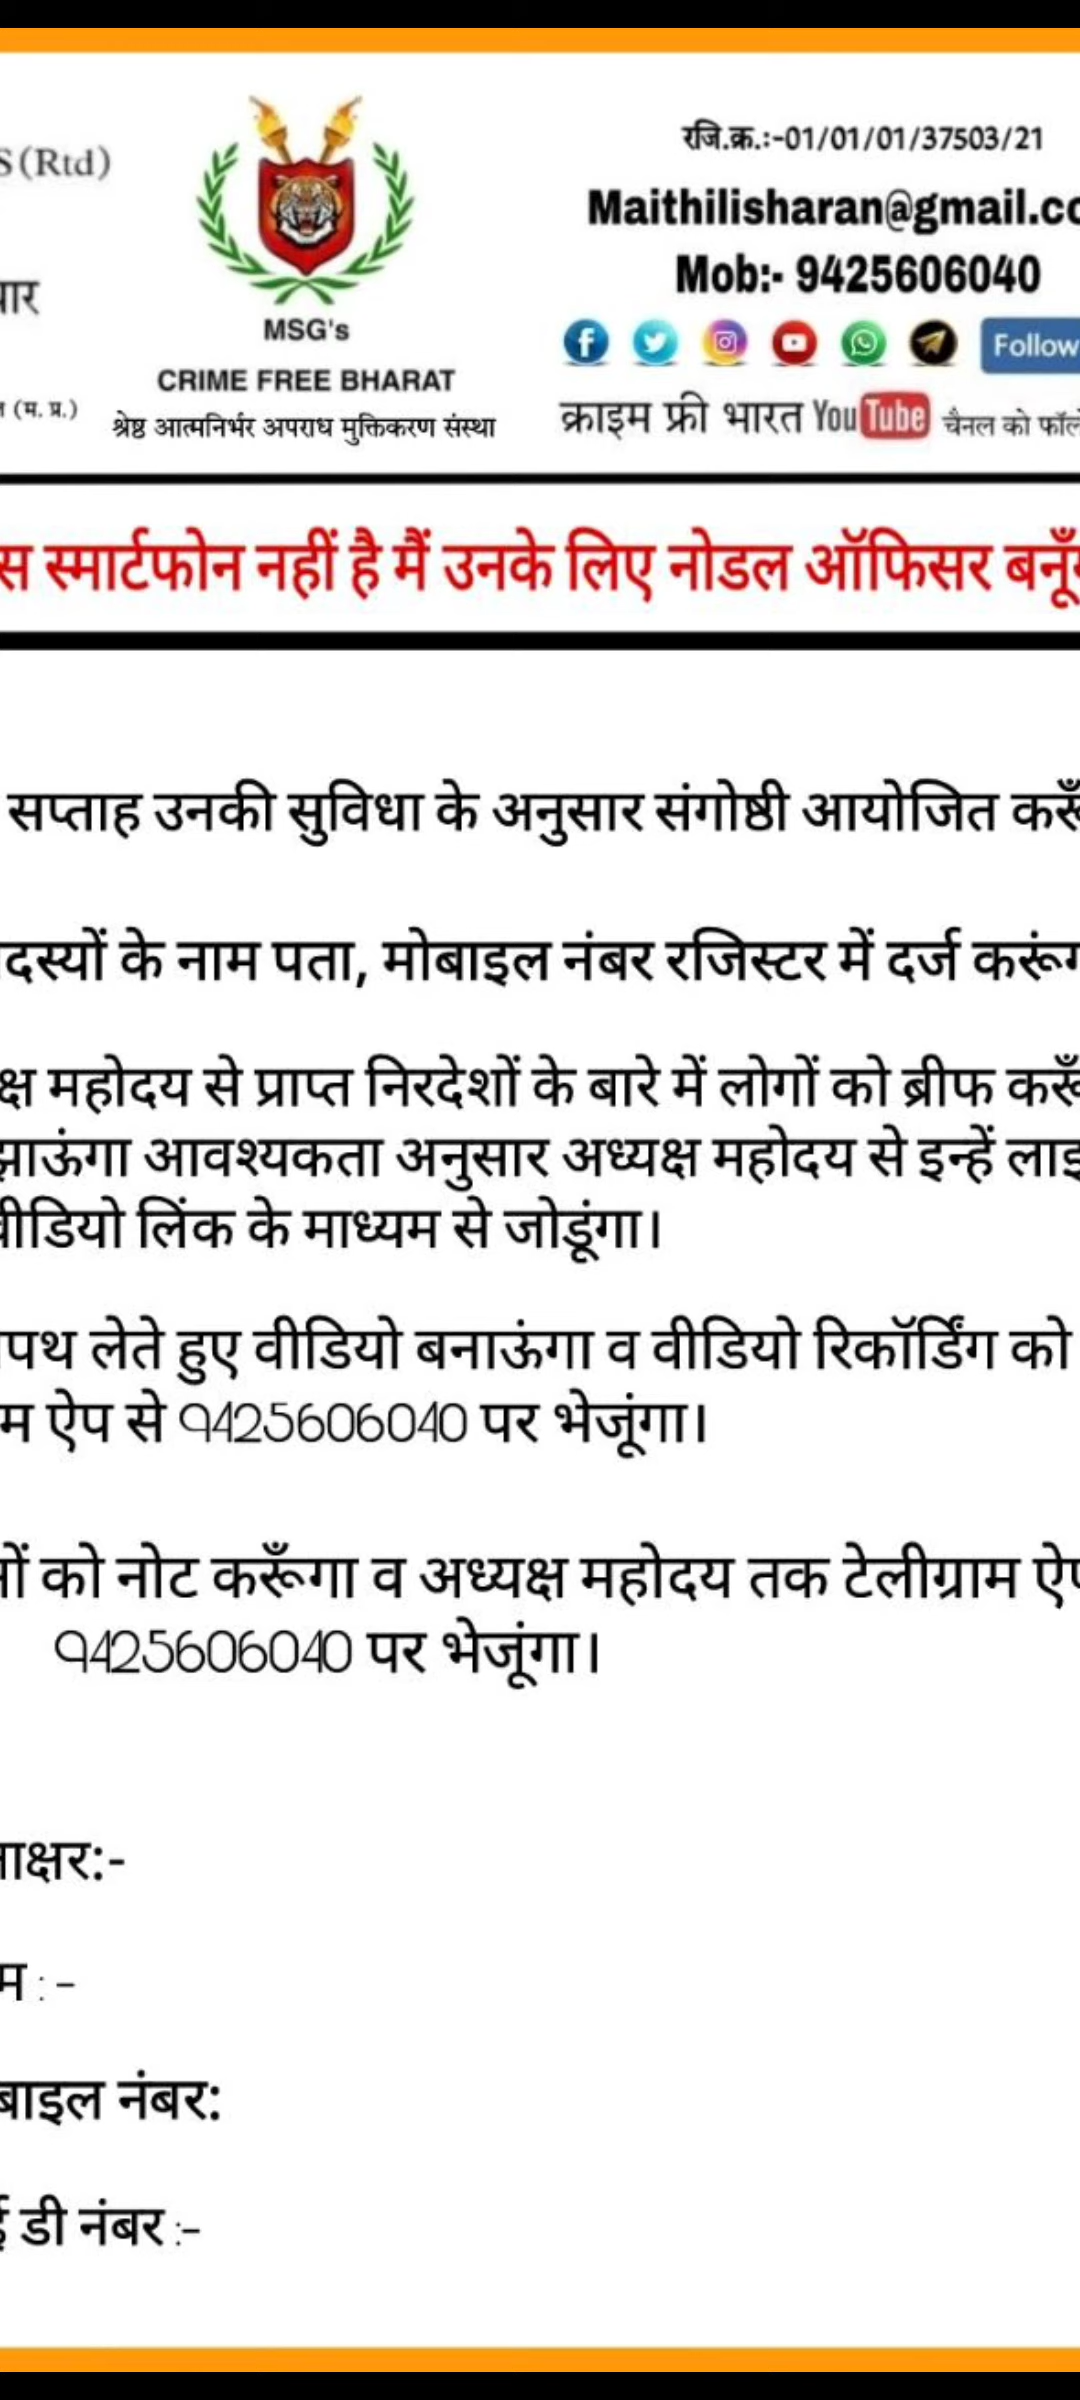 S (Rtd)
रजि.क्र.:-01/01/01/37503/21
Maithilisharan@gmail.co
Mob:- 9425606040
MSG's
CRIME FREE BHARAT
श्रेष्ठ आत्मनिर्भर अपराध मुक्तिकरण संस्था
(म. प्र.)
Follow
क्राइम फ्री भारत YouTube चैनल को
स्मार्टफोन नहीं है मैं उनके लिए नोडल ऑफिसर
सप्ताह उनकी सुविधा के अनुसार संगोष्ठी आयोजित
दस्यों के नाम पता, मोबाइल नंबर रजिस्टर में दर्ज
क्ष महोदय से प्राप्त निरदेशों के बारे में लोगों को ब्रीफ
झाऊंगा आवश्यकता अनुसार अध्यक्ष महोदय से इन्हें लाइ
वीडियो लिंक के माध्यम से जोडूंगा।
पथ लेते हुए वीडियो बनाऊंगा व वीडियो रिकॉर्डिंग को
म ऐप से 9425606040 पर भेजूंगा।
को नोट करूँगा व अध्यक्ष महोदय तक टेलीग्राम
9425606040 पर भेजूंगा।
ाक्षर:-
म : -
बाइल नंबर:
ई डी नंबर :-